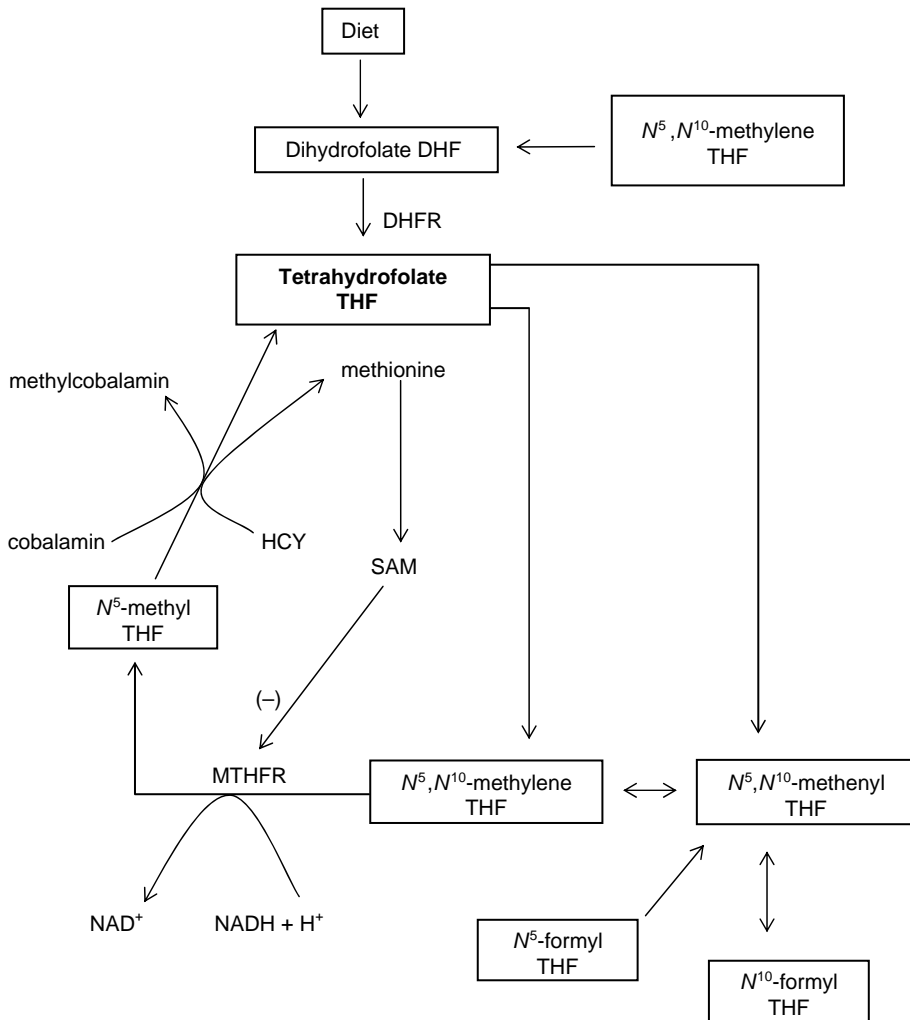 Diet
Dihydrofolate DHF
N⁵,N¹⁰-methylene
THF
DHFR
Tetrahydrofolate
THF
methylcobalamin
methionine
cobalamin
HCY
SAM
N⁵-methyl
THF
(–)
MTHFR
N⁵,N¹⁰-methylene
THF
N⁵,N¹⁰-methenyl
THF
NAD⁺
NADH + H⁺
N⁵-formyl
THF
N¹⁰-formyl
THF